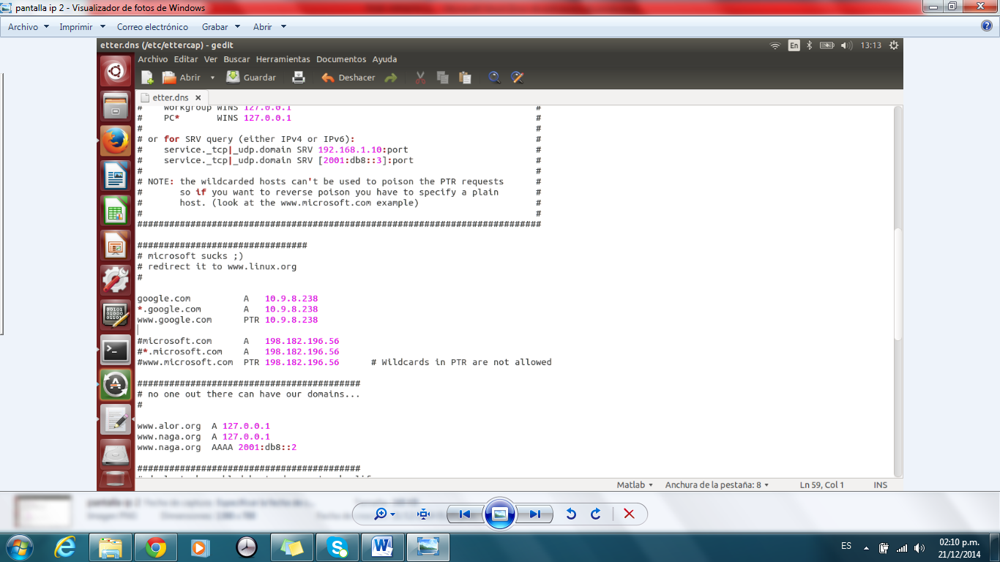 pantalla ip 2 - Visualizador de fotos de Windows
Archivo Imprimir Correo electrónico Grabar Abrir
etter.dns (/etc/ettercap) - gedit En 13:13
Archivo Editar Ver Buscar Herramientas Documentos Ayuda
Abrir Guardar Deshacer
etter.dns
# workgroup WINS 127.0.0.1 #
# PC* WINS 127.0.0.1 #
# #
# or for SRV query (either IPv4 or IPv6): #
# service._tcp|_udp.domain SRV 192.168.1.10:port #
# service._tcp|_udp.domain SRV [2001:db8::3]:port #
# #
# NOTE: the wildcarded hosts can't be used to poison the PTR requests #
# so if you want to reverse poison you have to specify a plain #
# host. (look at the www.microsoft.com example) #
# #
############################################################################
################################
# microsoft sucks ;)
# redirect it to www.linux.org
#
google.com A 10.9.8.238
*.google.com A 10.9.8.238
www.google.com PTR 10.9.8.238
#microsoft.com A 198.182.196.56
#*.microsoft.com A 198.182.196.56
#www.microsoft.com PTR 198.182.196.56 # Wildcards in PTR are not allowed
##########################################
# no one out there can have our domains...
#
www.alor.org A 127.0.0.1
www.naga.org A 127.0.0.1
www.naga.org AAAA 2001:db8::2
##########################################
Matlab Anchura de la pestaña: 8 Ln 59, Col 1 INS
pantalla ip 2
ES 02:10 p.m.
21/12/2014